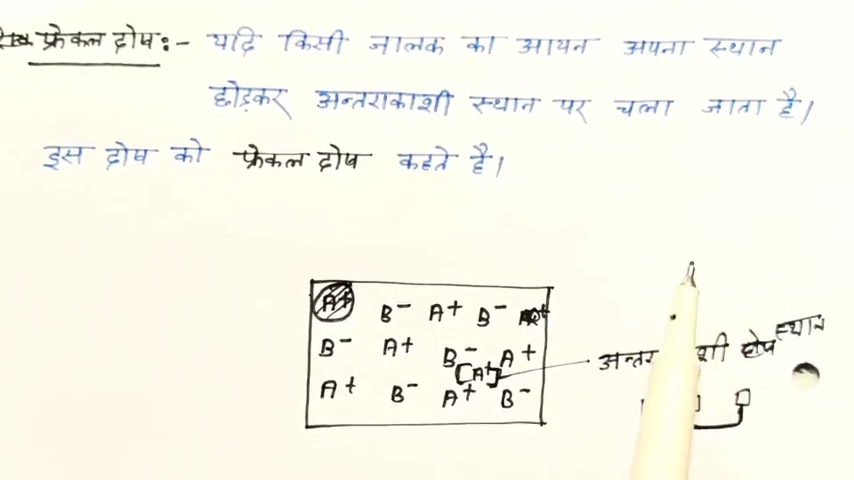 फ्रेंकल दोष:- यदि किसी जालक का आयन अपना स्थान
छोड़कर अन्तराकाशी स्थान पर चला जाता है।
इस दोष को फ्रेकल दोष कहते है।
A+ B- A+ B-
B- A+ B- A+
[A+]
A+ B- A+ B-
स्थान